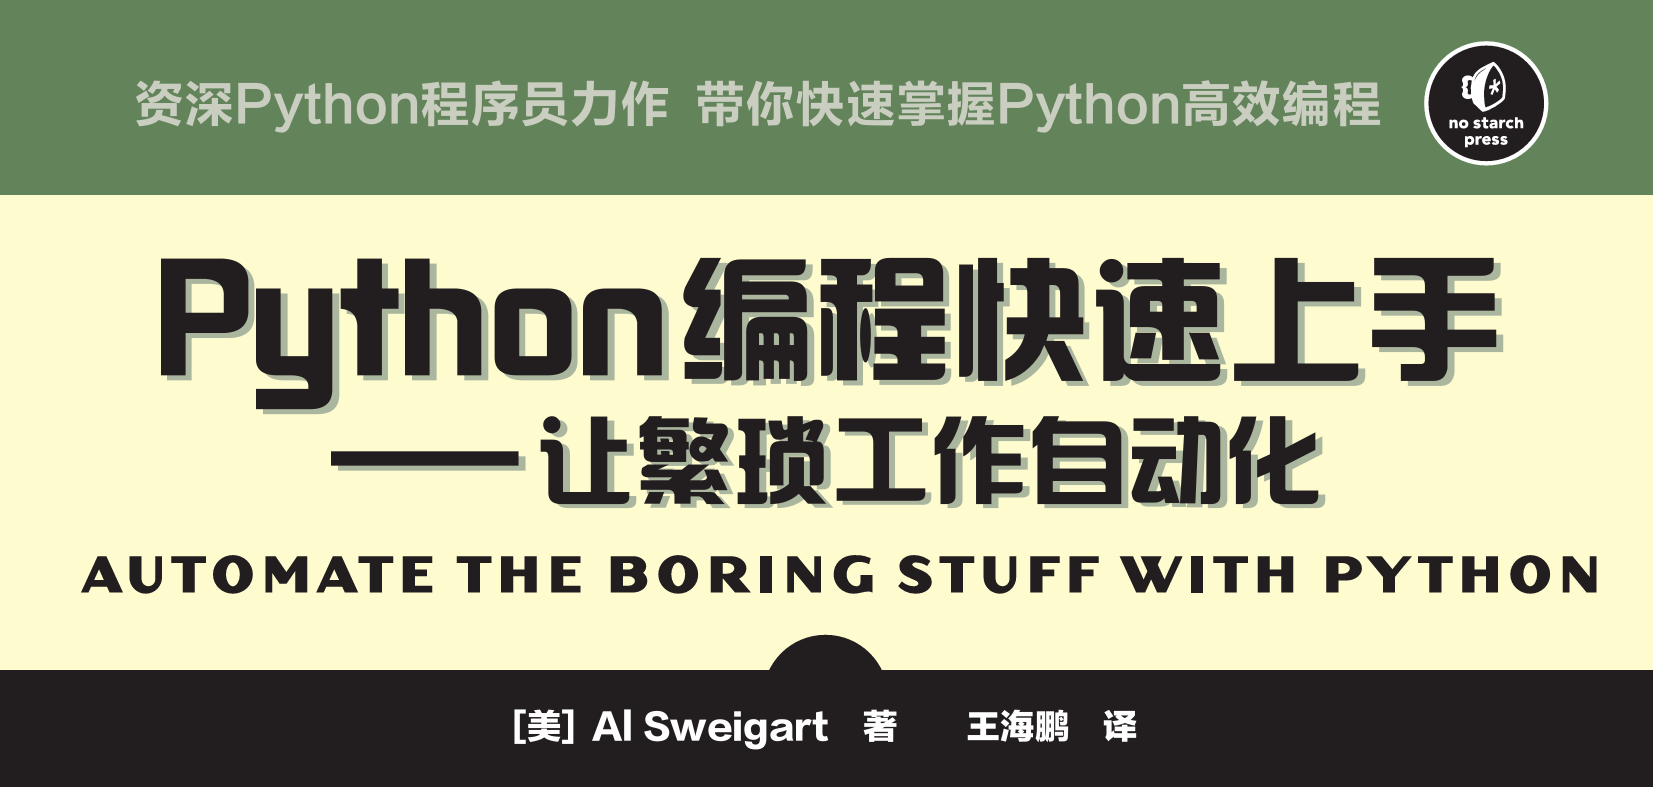 资深Python程序员力作 带你快速掌握Python高效编程
no starch
press
Python编程快速上手
——让繁琐工作自动化
AUTOMATE THE BORING STUFF WITH PYTHON
[美] Al Sweigart 著 王海鹏 译